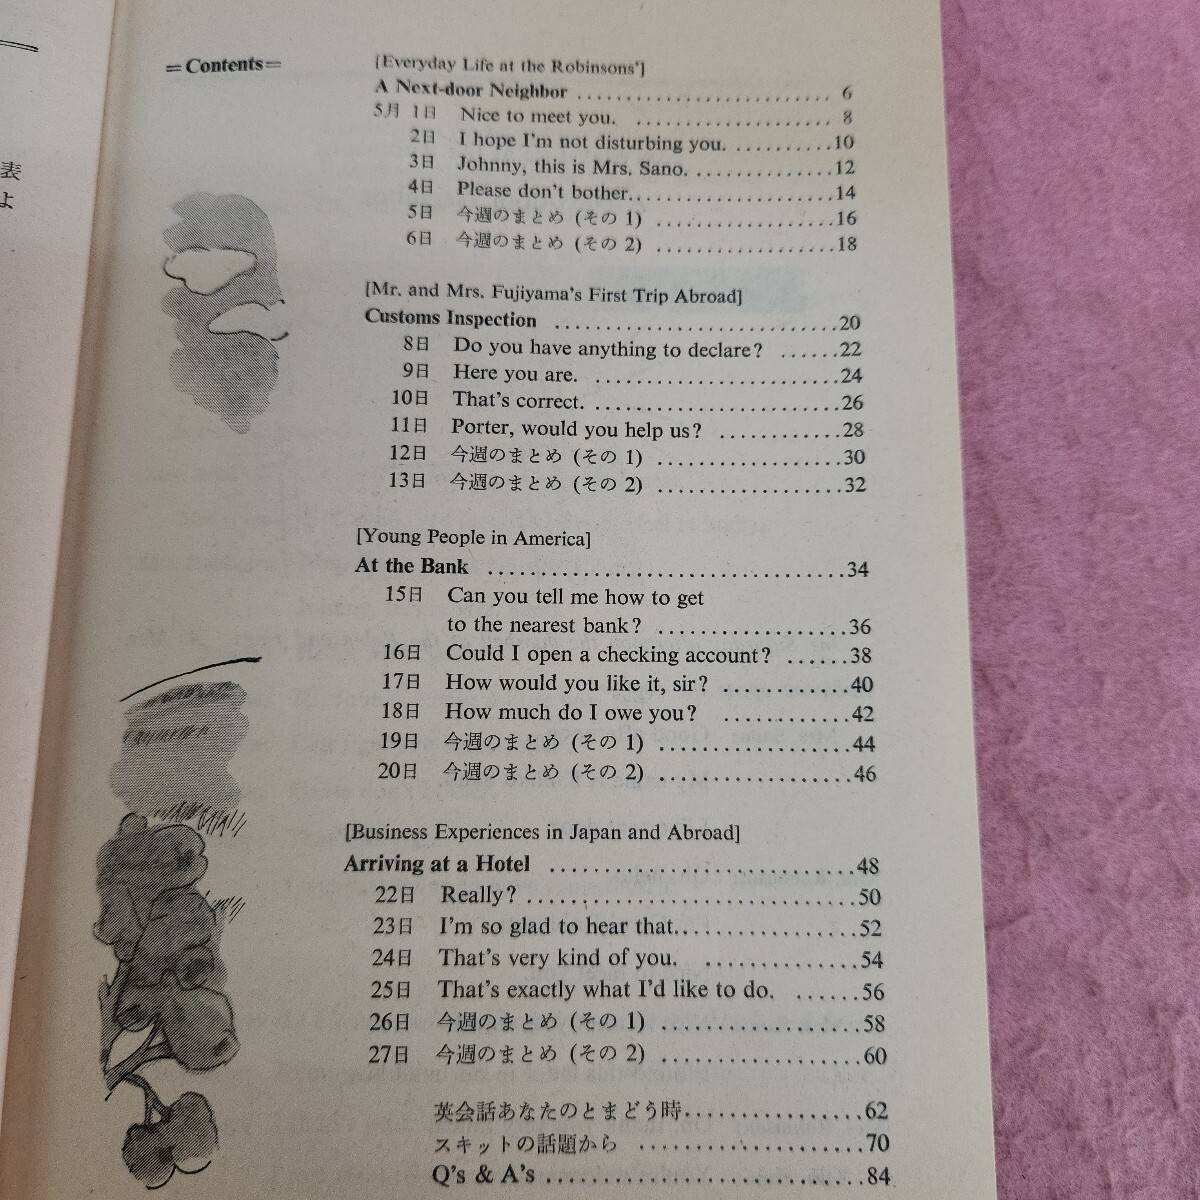 表
よ
=Contents=
[Everyday Life at the Robinsons']
A Next-door Neighbor .......................... 6
5月 1日 Nice to meet you. .................... 8
2日 I hope I'm not disturbing you. ..........10
3日 Johnny, this is Mrs. Sano. ..............12
4日 Please don't bother.....................14
5日 今週のまとめ (その 1) ..................16
6日 今週のまとめ (その 2) ..................18
[Mr. and Mrs. Fujiyama's First Trip Abroad]
Customs Inspection ............................20
8日 Do you have anything to declare? ......22
9日 Here you are. ........................24
10日 That's correct. ........................26
11日 Porter, would you help us? ............28
12日 今週のまとめ (その 1) ..................30
13日 今週のまとめ (その 2) ..................32
[Young People in America]
At the Bank ..................................34
15日 Can you tell me how to get
to the nearest bank? ..................36
16日 Could I open a checking account? ......38
17日 How would you like it, sir? ............40
18日 How much do I owe you? ............42
19日 今週のまとめ (その 1) ..................44
20日 今週のまとめ (その 2) ..................46
[Business Experiences in Japan and Abroad]
Arriving at a Hotel .............................48
22日 Really? ................................50
23日 I'm so glad to hear that..................52
24日 That's very kind of you. ...............54
25日 That's exactly what I'd like to do. ......56
26日 今週のまとめ (その 1) ...................58
27日 今週のまとめ (その 2) ...................60
英会話あなたのとまどう時..................62
スキットの話題から ......................70
Q's & A's ...............................84